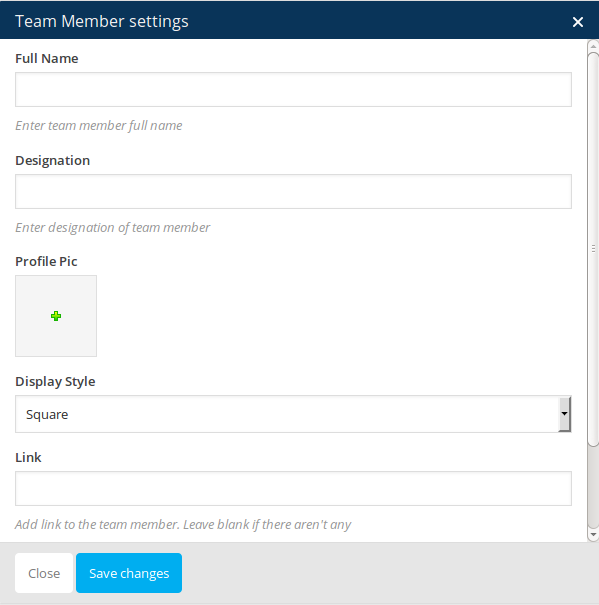 Team Member settings
Full Name
Enter team member full name
Designation
Enter designation of team member
Profile Pic
Display Style
Square
Link
Add link to the team member. Leave blank if there aren't any
Close
Save changes